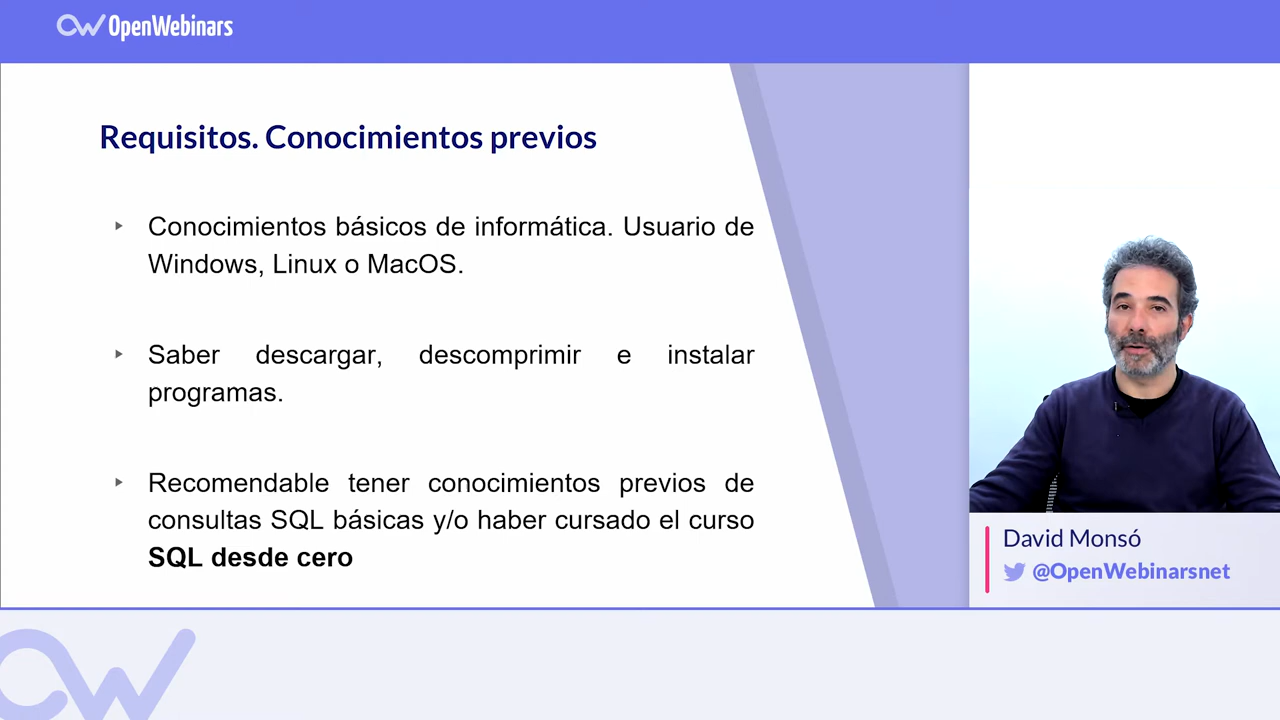 OpenWebinars
Requisitos. Conocimientos previos
Conocimientos básicos de informática. Usuario de
Windows, Linux o MacOS.
Saber descargar, descomprimir e instalar
programas.
Recomendable tener conocimientos previos de
consultas SQL básicas y/o haber cursado el curso
SQL desde cero
David Monsó
@OpenWebinarsnet